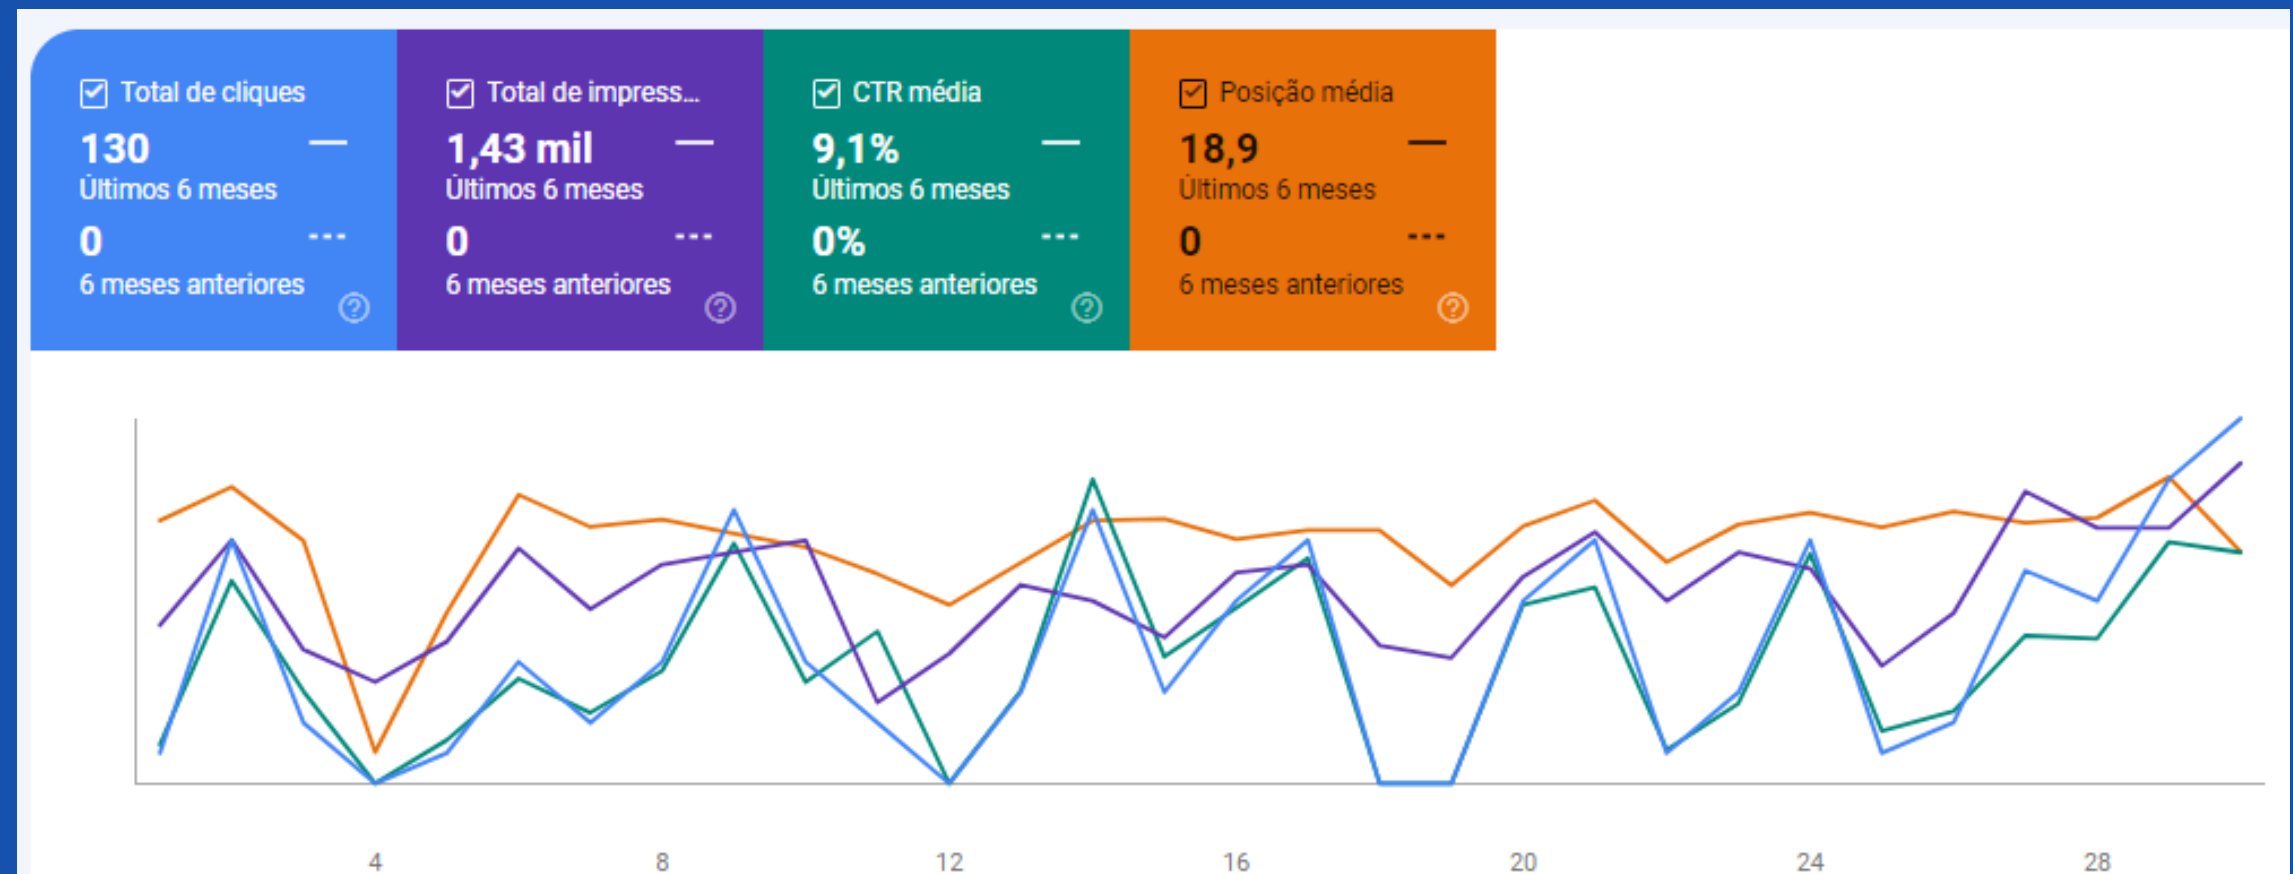 Total de cliques
130
Últimos 6 meses
0
6 meses anteriores
Total de impress...
1,43 mil
Últimos 6 meses
0
6 meses anteriores
CTR média
9,1%
Últimos 6 meses
0%
6 meses anteriores
Posição média
18,9
Últimos 6 meses
0
6 meses anteriores
4 8 12 16 20 24 28